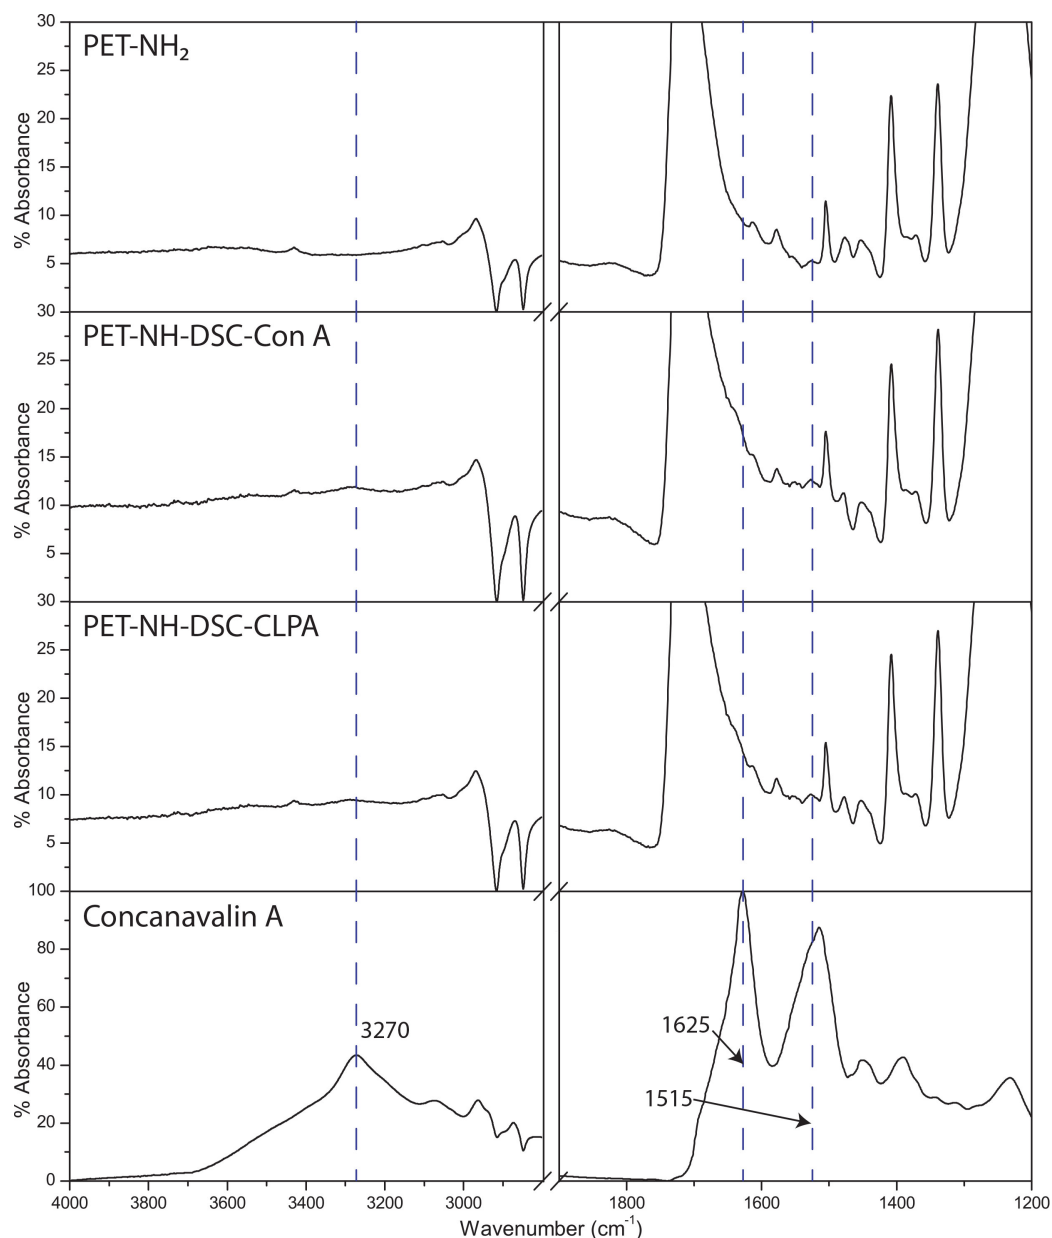 30
PET-NH₂
25
20
15
10
5
% Absorbance
30
PET-NH-DSC-Con A
25
20
15
10
5
% Absorbance
30
PET-NH-DSC-CLPA
25
20
15
10
5
% Absorbance
100
Concanavalin A
80
60
40
20
0
% Absorbance
3270
1625
1515
4000 3800 3600 3400 3200 3000 1800 1600 1400 1200
Wavenumber (cm⁻¹)